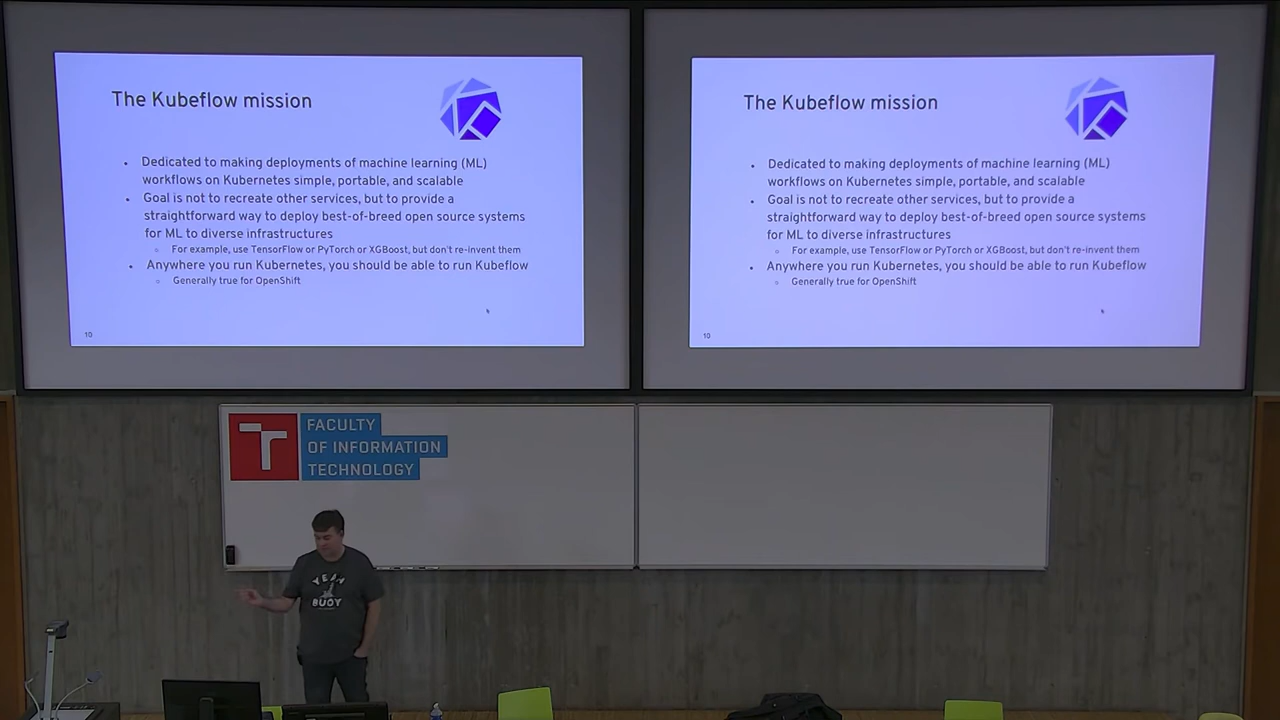 The Kubeflow mission
• Dedicated to making deployments of machine learning (ML)
workflows on Kubernetes simple, portable, and scalable
• Goal is not to recreate other services, but to provide a
straightforward way to deploy best-of-breed open source systems
for ML to diverse infrastructures
◦ For example, use TensorFlow or PyTorch or XGBoost, but don't re-invent them
• Anywhere you run Kubernetes, you should be able to run Kubeflow
◦ Generally true for OpenShift
10
The Kubeflow mission
• Dedicated to making deployments of machine learning (ML)
workflows on Kubernetes simple, portable, and scalable
• Goal is not to recreate other services, but to provide a
straightforward way to deploy best-of-breed open source systems
for ML to diverse infrastructures
◦ For example, use TensorFlow or PyTorch or XGBoost, but don't re-invent them
• Anywhere you run Kubernetes, you should be able to run Kubeflow
◦ Generally true for OpenShift
10
T
FACULTY
OF INFORMATION
TECHNOLOGY
YEAH
BUOY